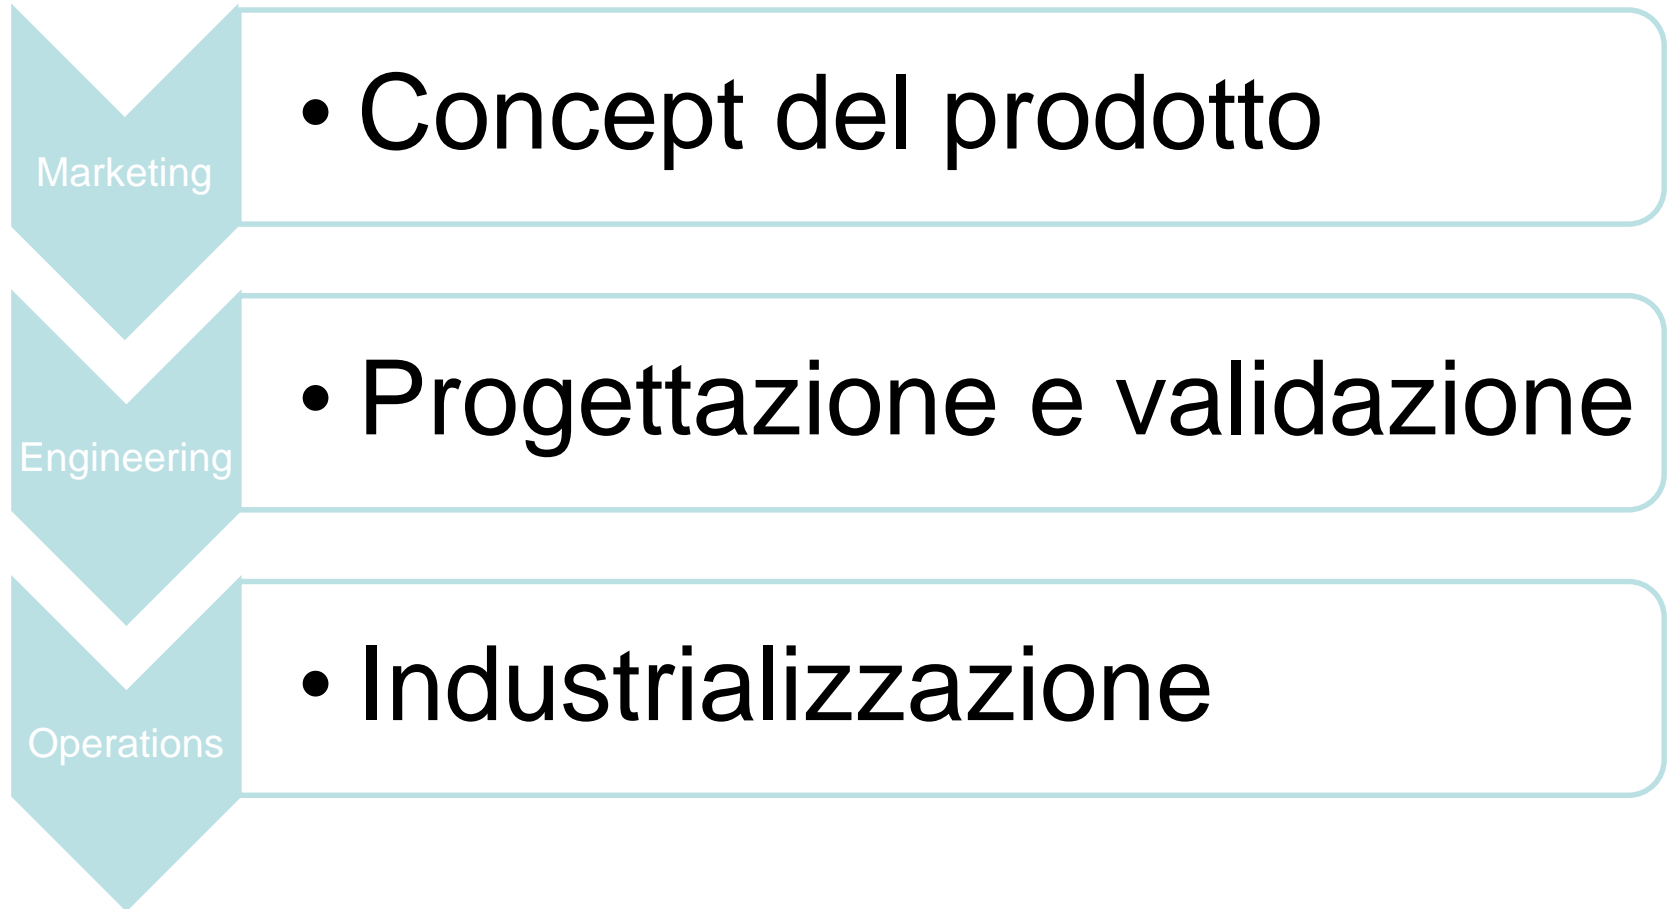 Marketing
• Concept del prodotto
Engineering
• Progettazione e validazione
Operations
• Industrializzazione